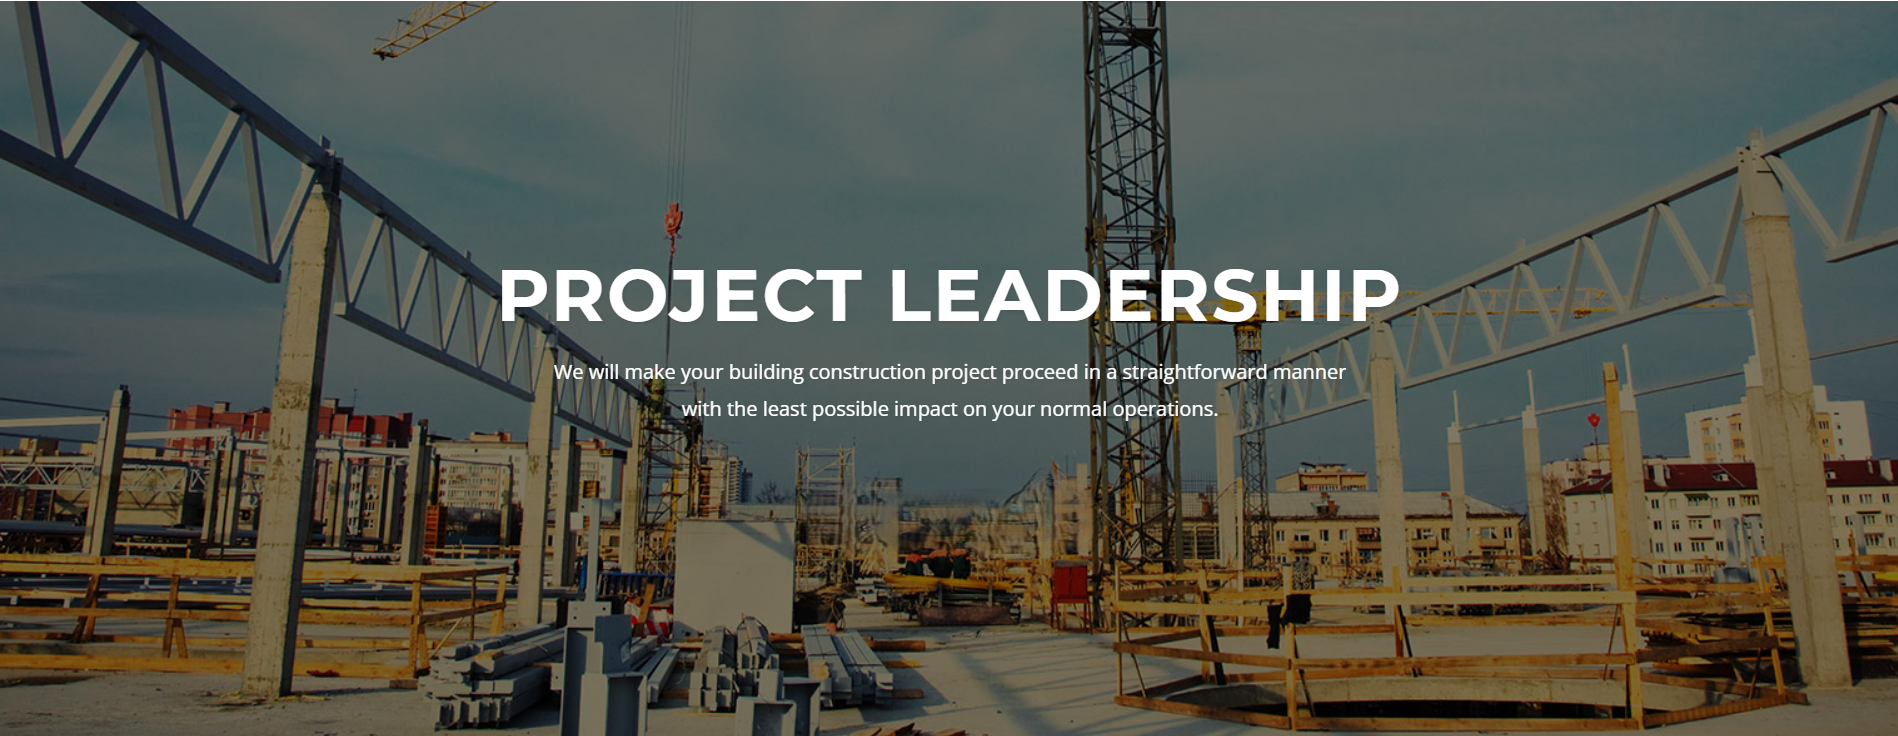 PROJECT LEADERSHIP
We will make your building construction project proceed in a straightforward manner
with the least possible impact on your normal operations.